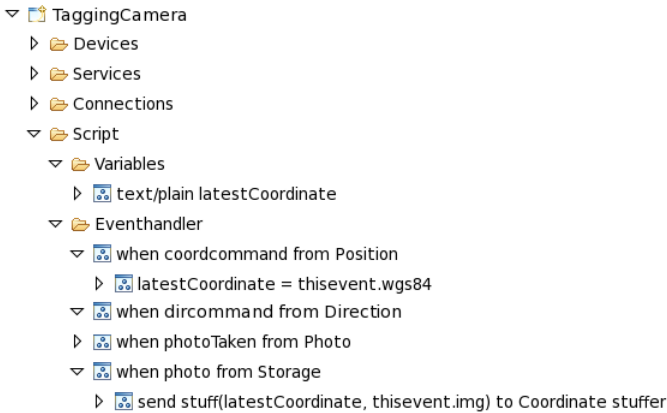 TaggingCamera
Devices
Services
Connections
Script
Variables
text/plain latestCoordinate
Eventhandler
when coordcommand from Position
latestCoordinate = thisevent.wgs84
when dircommand from Direction
when photoTaken from Photo
when photo from Storage
send stuff(latestCoordinate, thisevent.img) to Coordinate stuffer